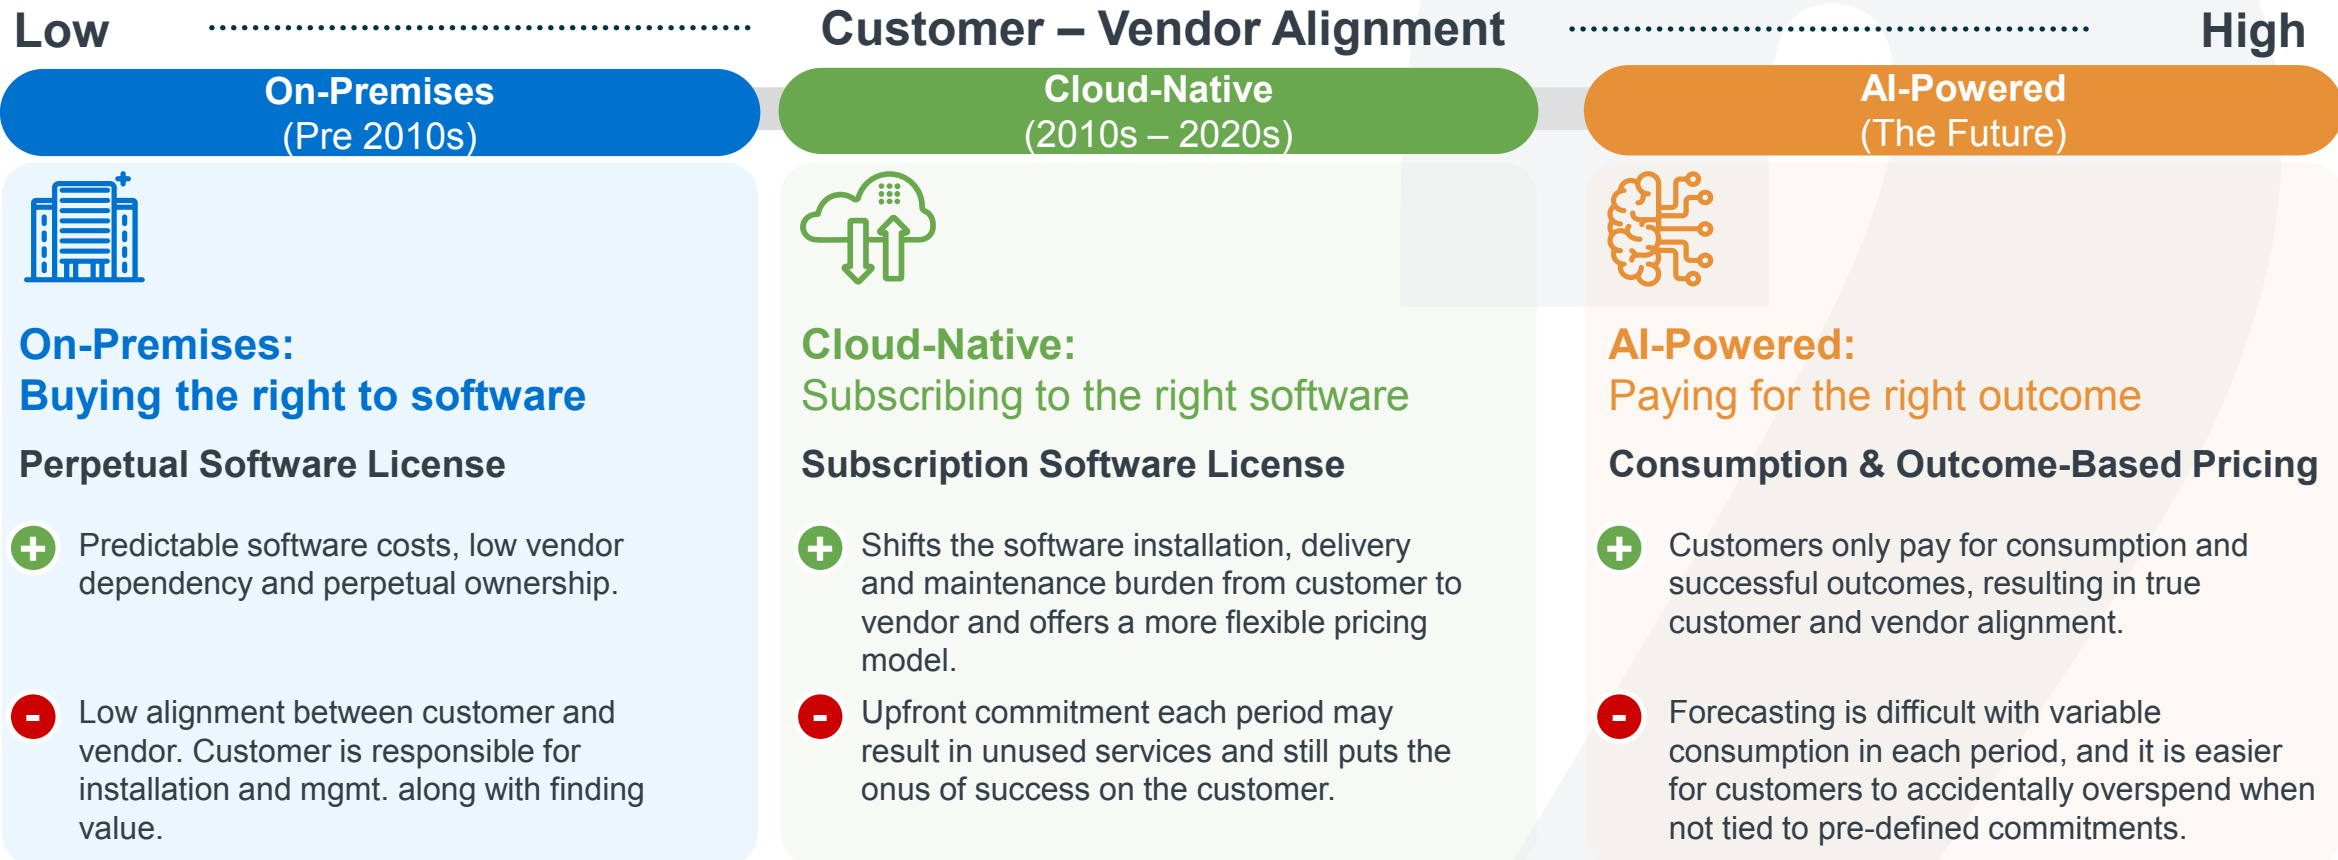 Low
Customer – Vendor Alignment
High
On-Premises
(Pre 2010s)
Cloud-Native
(2010s – 2020s)
AI-Powered
(The Future)
On-Premises:
Buying the right to software
Perpetual Software License
+
Predictable software costs, low vendor
dependency and perpetual ownership.
-
Low alignment between customer and
vendor. Customer is responsible for
installation and mgmt. along with finding
value.
Cloud-Native:
Subscribing to the right software
Subscription Software License
+
Shifts the software installation, delivery
and maintenance burden from customer to
vendor and offers a more flexible pricing
model.
-
Upfront commitment each period may
result in unused services and still puts the
onus of success on the customer.
AI-Powered:
Paying for the right outcome
Consumption & Outcome-Based Pricing
+
Customers only pay for consumption and
successful outcomes, resulting in true
customer and vendor alignment.
-
Forecasting is difficult with variable
consumption in each period, and it is easier
for customers to accidentally overspend when
not tied to pre-defined commitments.